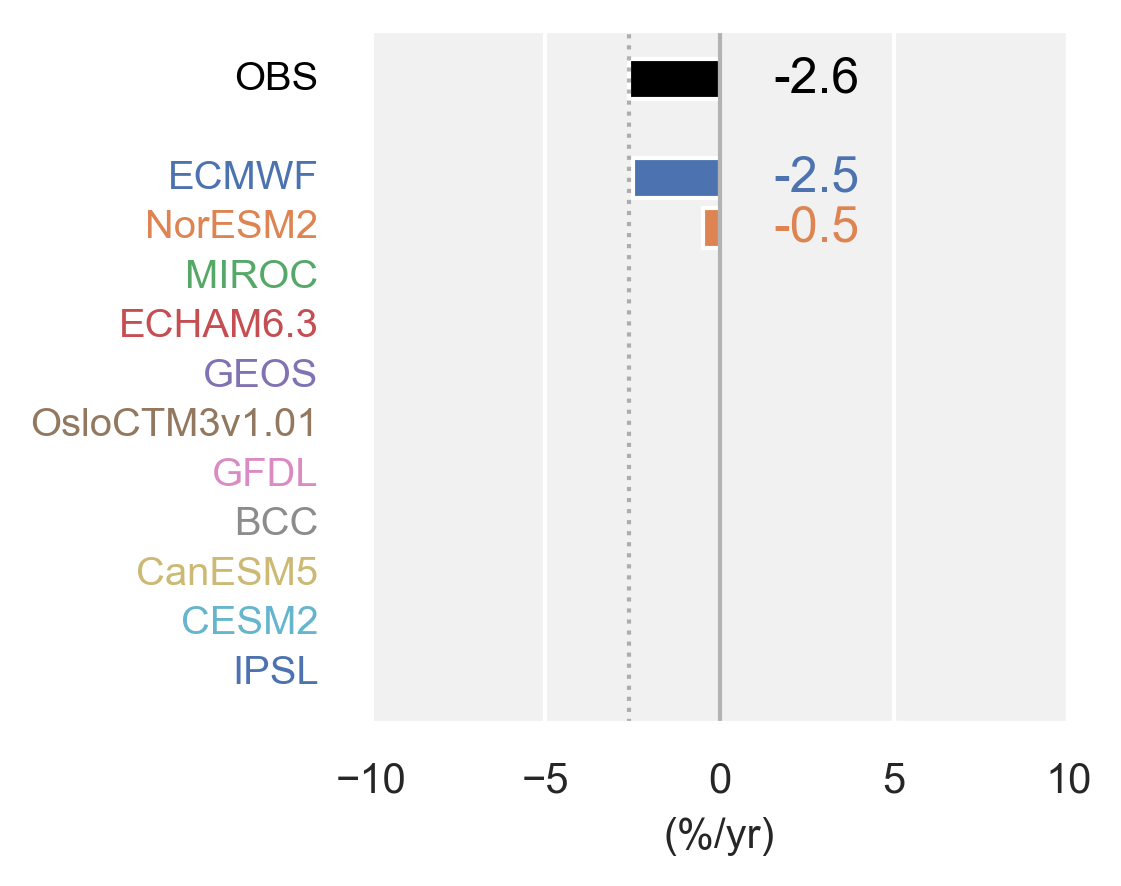 OBS -2.6
ECMWF -2.5
NorESM2 -0.5
MIROC
ECHAM6.3
GEOS
OsloCTM3v1.01
GFDL
BCC
CanESM5
CESM2
IPSL
−10 −5 0 5 10
(%/yr)